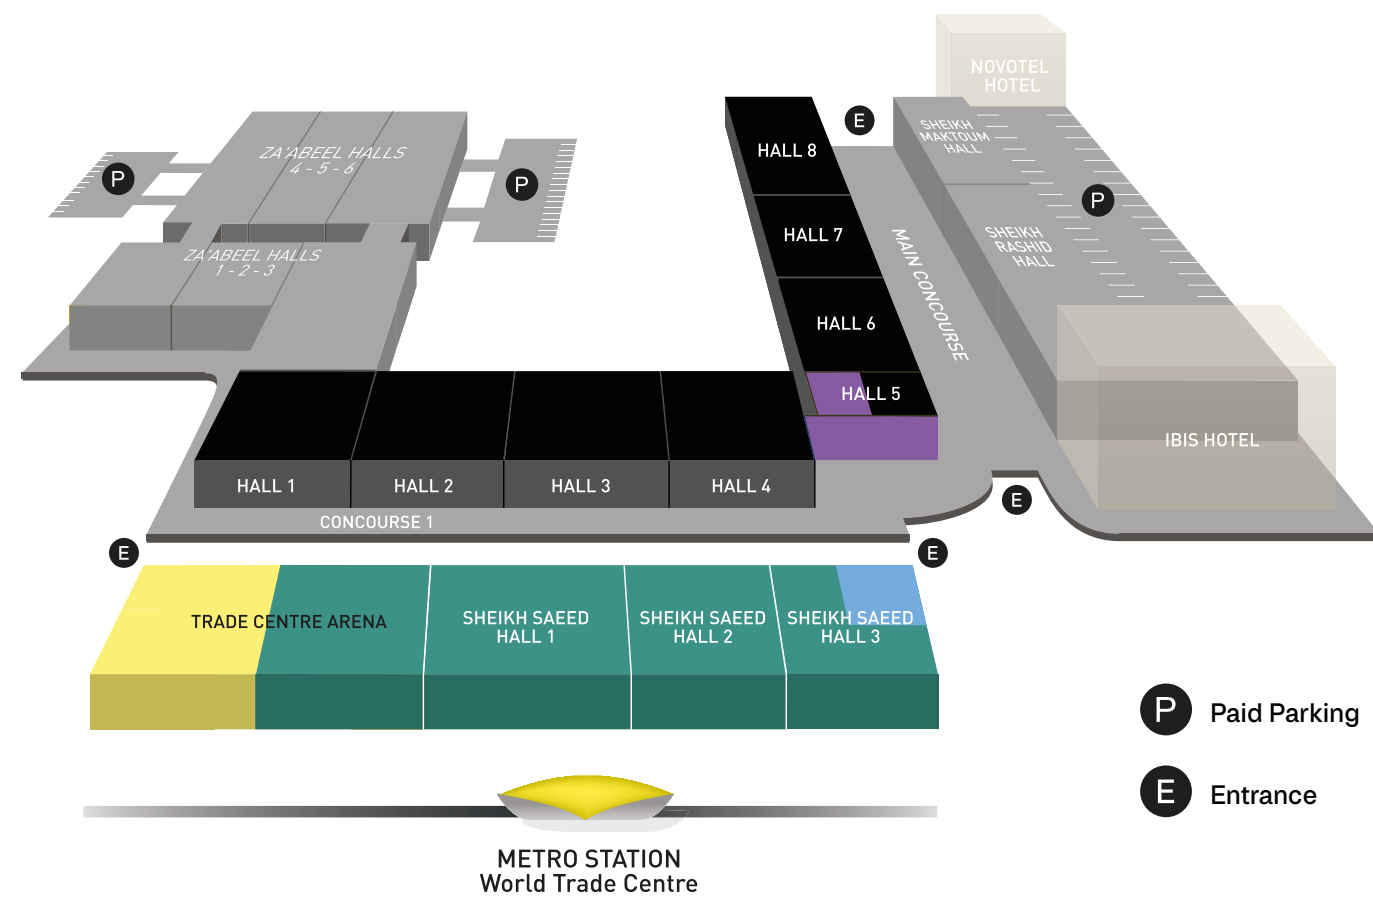 NOVOTEL
HOTEL
SHEIKH
MAKTOUM
HALL
E
HALL 8
ZA'ABEEL HALLS
4 - 5 - 6
P
P
P
HALL 7
MAIN CONCOURSE
SHEIKH
RASHID
HALL
ZA'ABEEL HALLS
1 - 2 - 3
HALL 6
HALL 5
IBIS HOTEL
HALL 1
HALL 2
HALL 3
HALL 4
E
CONCOURSE 1
E
E
TRADE CENTRE ARENA
SHEIKH SAEED
HALL 1
SHEIKH SAEED
HALL 2
SHEIKH SAEED
HALL 3
P Paid Parking
E Entrance
METRO STATION
World Trade Centre